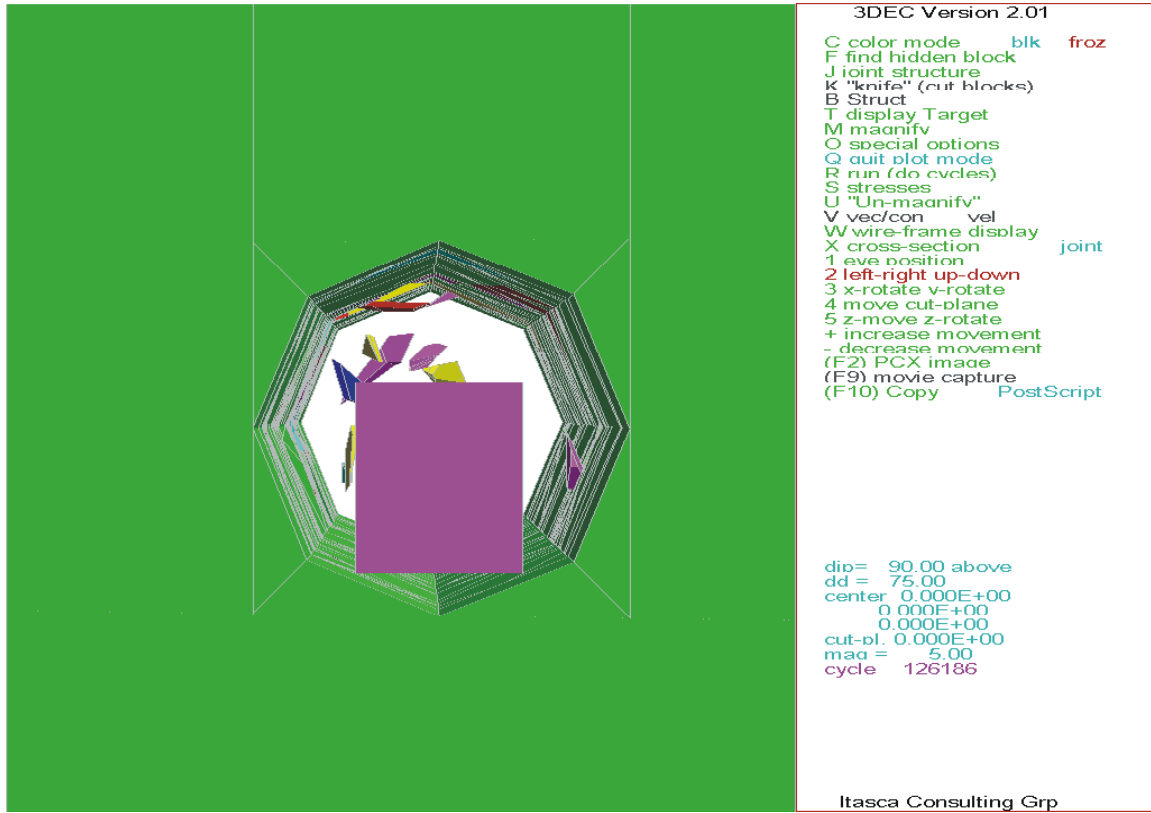 3DEC Version 2.01
C color mode blk froz
F find hidden block
J joint structure
K "knife" (cut blocks)
B Struct
T display Target
M magnify
O special options
Q quit plot mode
R run (do cycles)
S stresses
U "Un-magnify"
V vec/con vel
W wire-frame display
X cross-section joint
1 eye position
2 left-right up-down
3 x-rotate y-rotate
4 move cut-plane
5 z-move z-rotate
+ increase movement
- decrease movement
(F2) PCX image
(F9) movie capture
(F10) Copy PostScript
dip= 90.00 above
dd = 75.00
center 0.000E+00
0.000E+00
0.000E+00
cut-pl. 0.000E+00
mag = 5.00
cycle 126186
Itasca Consulting Grp